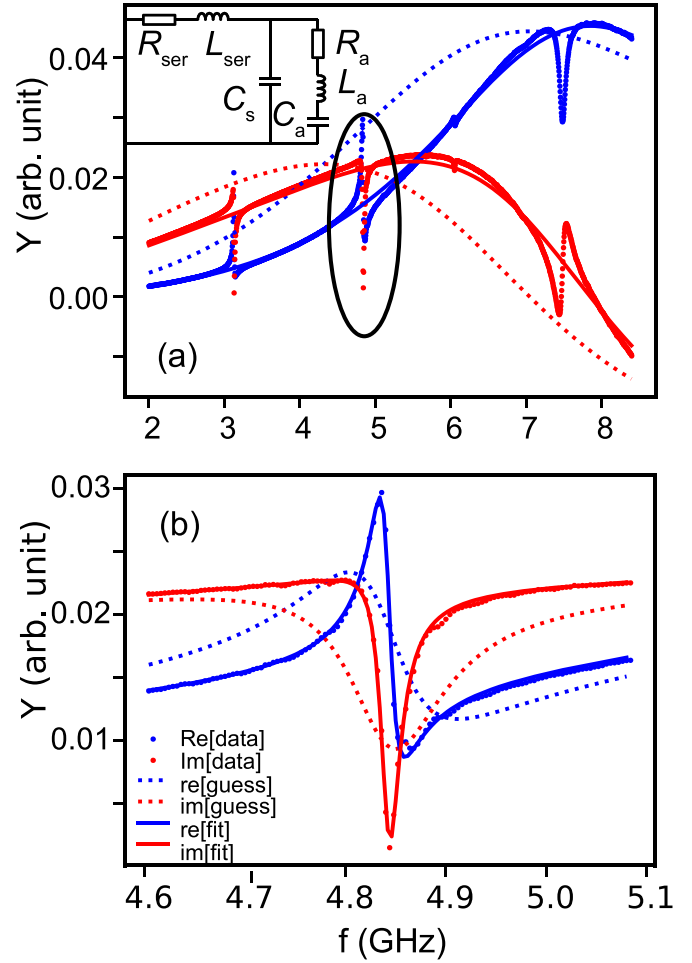 R_ser L_ser
R_a
L_a
C_s C_a
Y (arb. unit)
0.04
0.02
0.00
(a)
2 3 4 5 6 7 8
Y (arb. unit)
0.03
0.02
0.01
(b)
Re[data]
Im[data]
re[guess]
im[guess]
re[fit]
im[fit]
4.6 4.7 4.8 4.9 5.0 5.1
f (GHz)